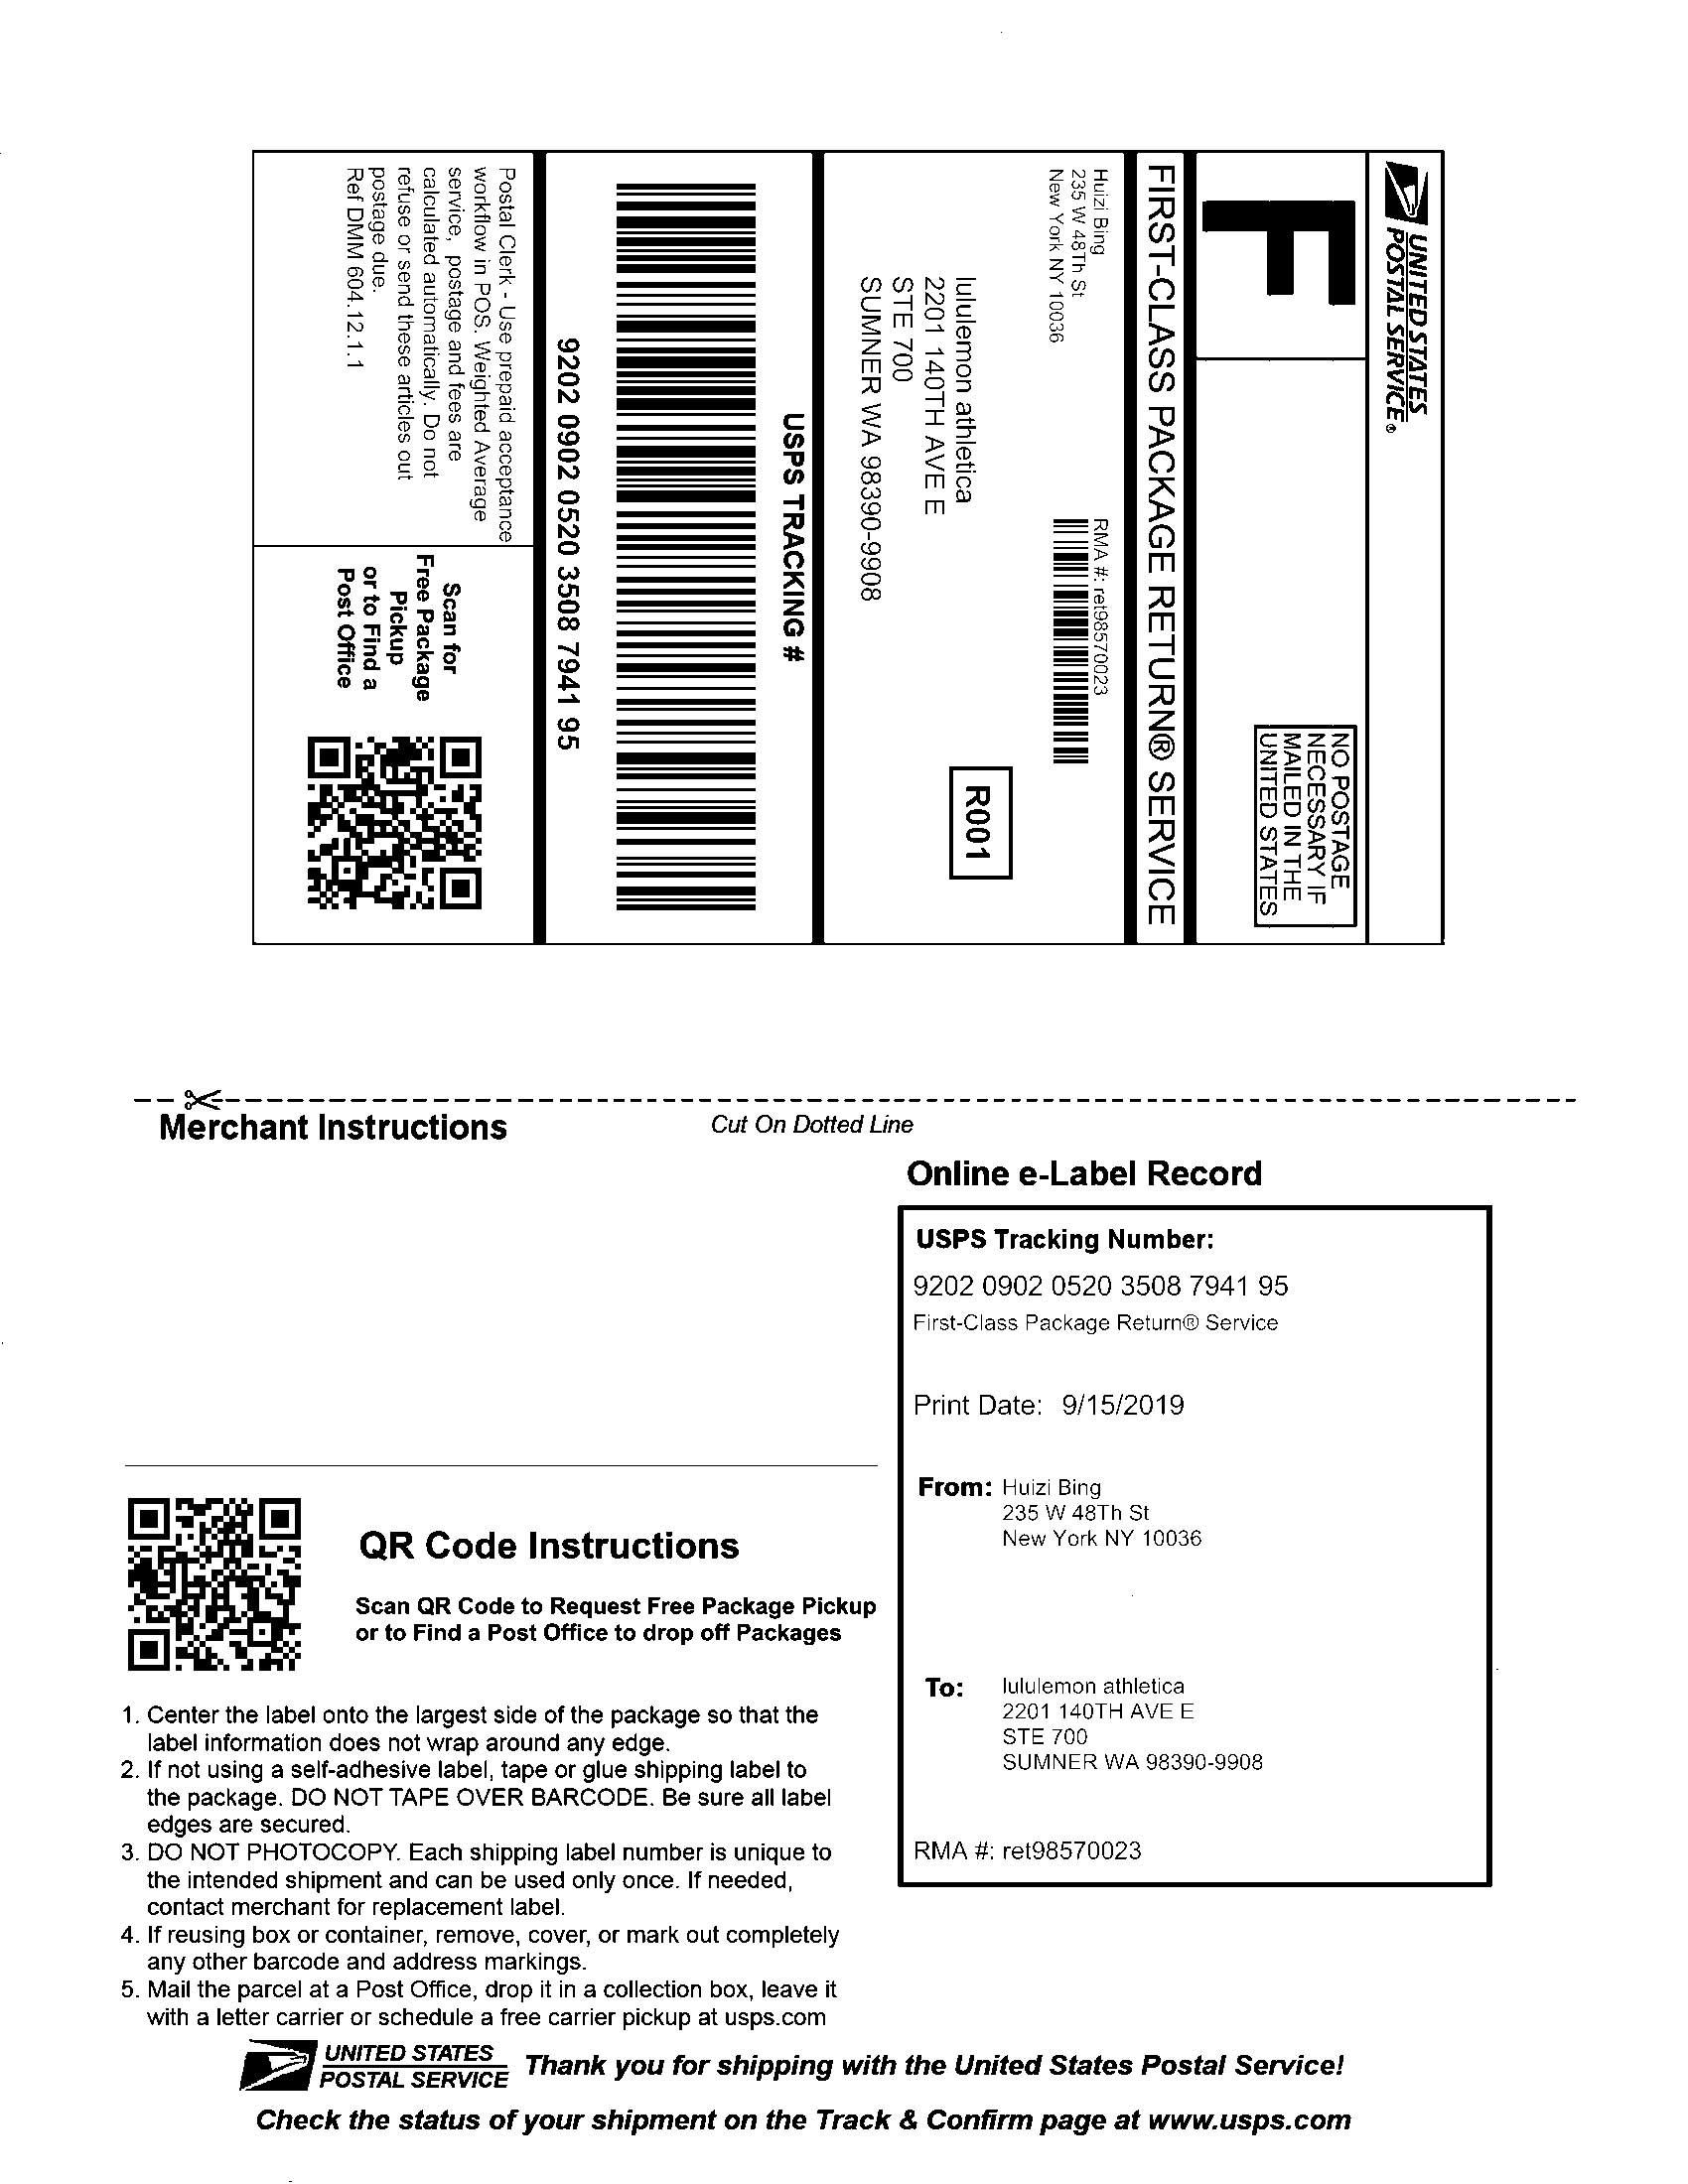 UNITED STATES
POSTAL SERVICE®
F
NO POSTAGE
NECESSARY IF
MAILED IN THE
UNITED STATES
FIRST-CLASS PACKAGE RETURN® SERVICE
Huizi Bing
235 W 48Th St
New York NY 10036
RMA #: ret98570023
R001
lululemon athletica
2201 140TH AVE E
STE 700
SUMNER WA 98390-9908
USPS TRACKING #
9202 0902 0520 3508 7941 95
Postal Clerk - Use prepaid acceptance
workflow in POS. Weighted Average
service, postage and fees are
calculated automatically. Do not
refuse or send these articles out
postage due.
Ref DMM 604.12.1.1
Scan for
Free Package
Pickup
or to Find a
Post Office
Merchant Instructions
Cut On Dotted Line
Online e-Label Record
USPS Tracking Number:
9202 0902 0520 3508 7941 95
First-Class Package Return® Service
Print Date: 9/15/2019
From: Huizi Bing
235 W 48Th St
New York NY 10036
To: lululemon athletica
2201 140TH AVE E
STE 700
SUMNER WA 98390-9908
RMA #: ret98570023
QR Code Instructions
Scan QR Code to Request Free Package Pickup
or to Find a Post Office to drop off Packages
1. Center the label onto the largest side of the package so that the
label information does not wrap around any edge.
2. If not using a self-adhesive label, tape or glue shipping label to
the package. DO NOT TAPE OVER BARCODE. Be sure all label
edges are secured.
3. DO NOT PHOTOCOPY. Each shipping label number is unique to
the intended shipment and can be used only once. If needed,
contact merchant for replacement label.
4. If reusing box or container, remove, cover, or mark out completely
any other barcode and address markings.
5. Mail the parcel at a Post Office, drop it in a collection box, leave it
with a letter carrier or schedule a free carrier pickup at usps.com
UNITED STATES
POSTAL SERVICE
Thank you for shipping with the United States Postal Service!
Check the status of your shipment on the Track & Confirm page at www.usps.com